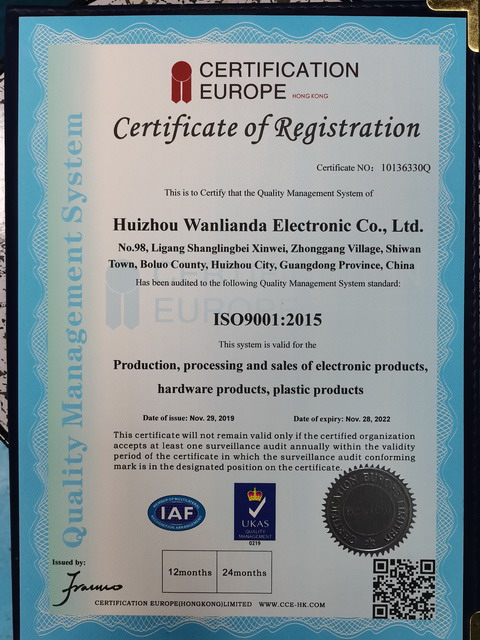 CERTIFICATION
EUROPE HONG KONG
Certificate of Registration
Certificate NO: 10136330Q
This is to Certify that the Quality Management System of
Huizhou Wanlianda Electronic Co., Ltd.
No.98, Ligang Shanglingbei Xinwei, Zhonggang Village, Shiwan
Town, Boluo County, Huizhou City, Guangdong Province, China
Has been audited to the following Quality Management System standard:
ISO9001:2015
This system is valid for the
Production, processing and sales of electronic products,
hardware products, plastic products
Date of issue: Nov. 29, 2019 Date of expiry: Nov. 28, 2022
This certificate will not remain valid only if the certified organization
accepts at least one surveillance audit annually within the validity
period of the certificate in which the surveillance audit conforming
mark is in the designated position on the certificate.
IAF
UKAS
QUALITY
MANAGEMENT
0219
Issued by:
12months 24months
CERTIFICATION EUROPE(HONGKONG)LIMITED WWW.CCE-HK.COM
Quality Management System